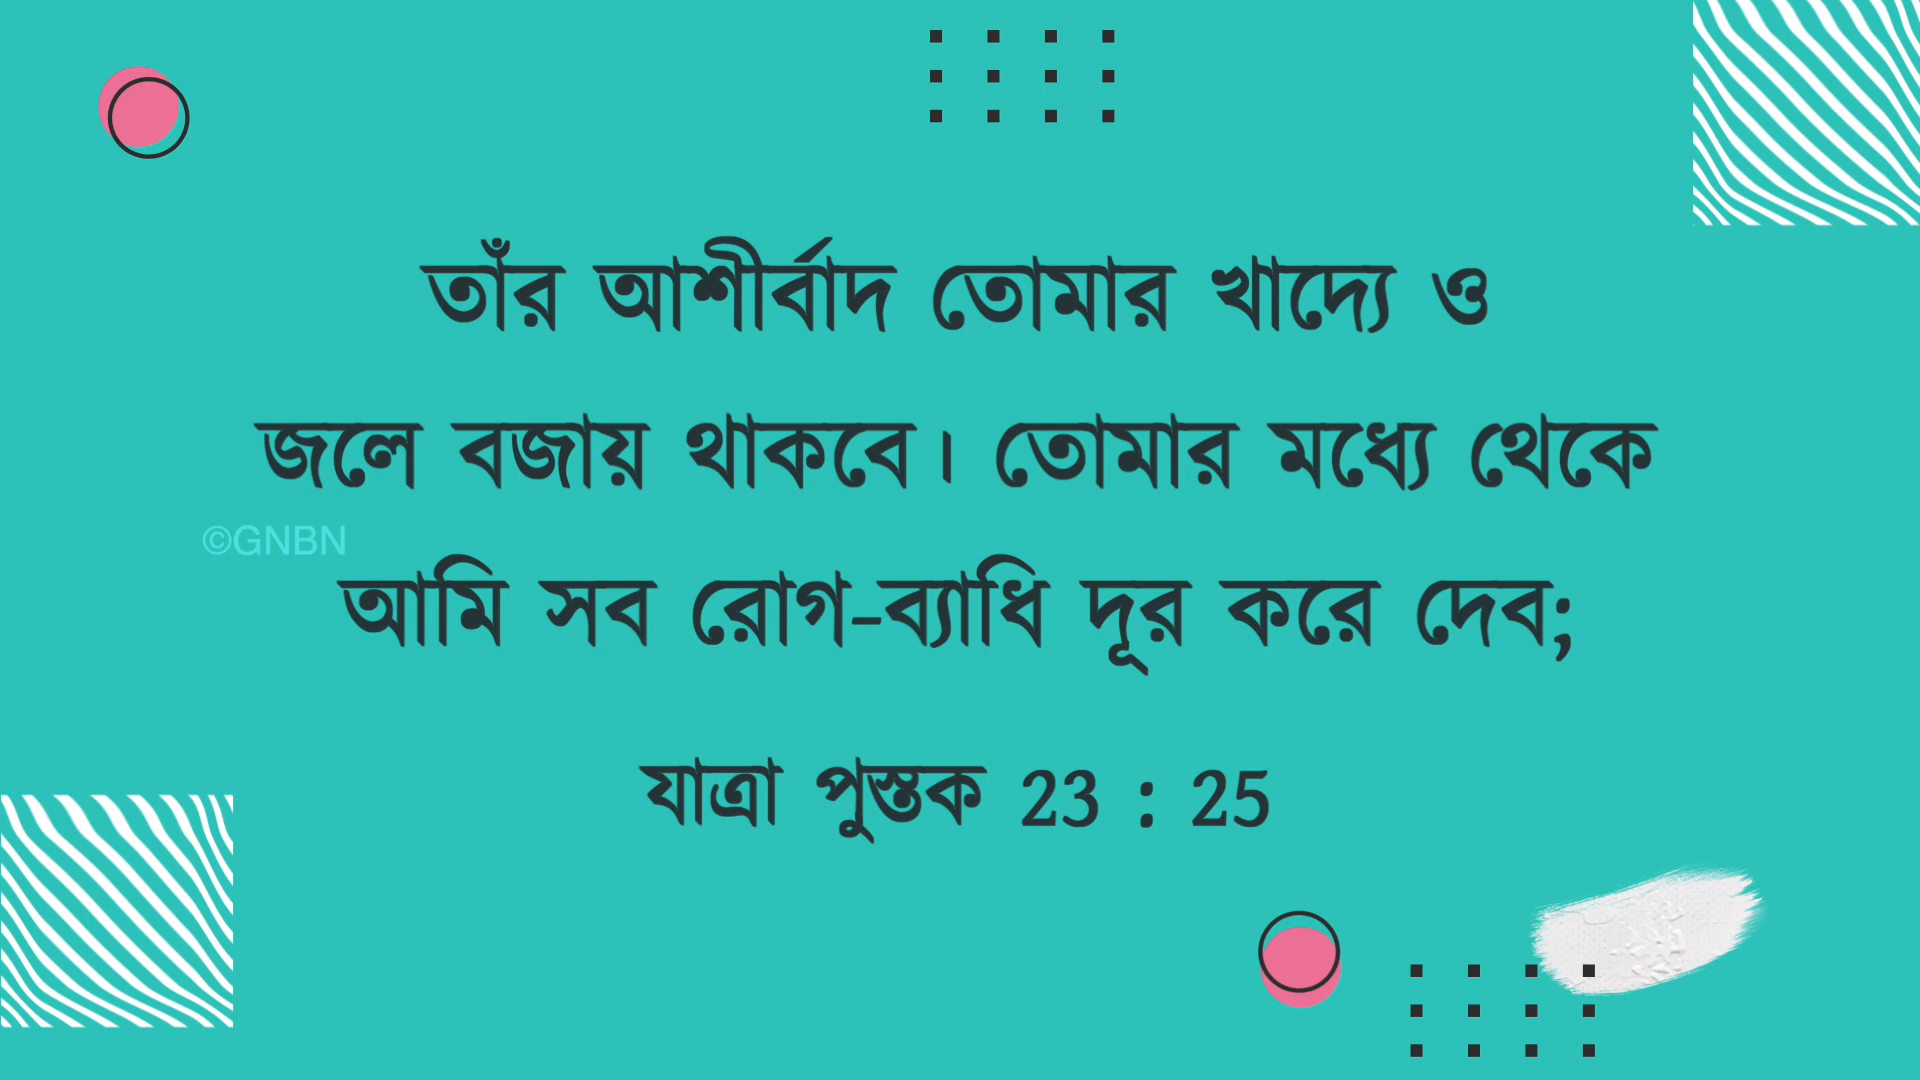 তাঁর আশীর্বাদ তোমার খাদ্যে ও
জলে বজায় থাকবে। তোমার মধ্যে থেকে
©GNBN
আমি সব রোগ-ব্যাধি দূর করে দেব;
যাত্রা পুস্তক 23 : 25